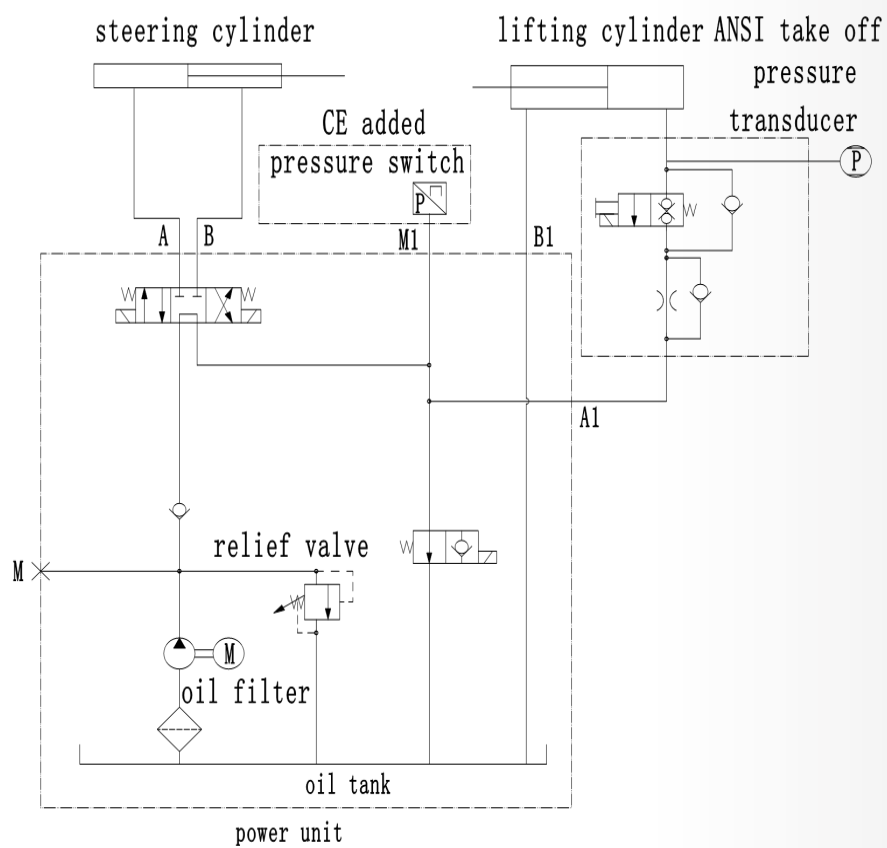 steering cylinder
lifting cylinder ANSI take off
pressure
transducer
CE added
pressure switch
P
P
A
B
M1
B1
A1
relief valve
M
M
oil filter
oil tank
power unit